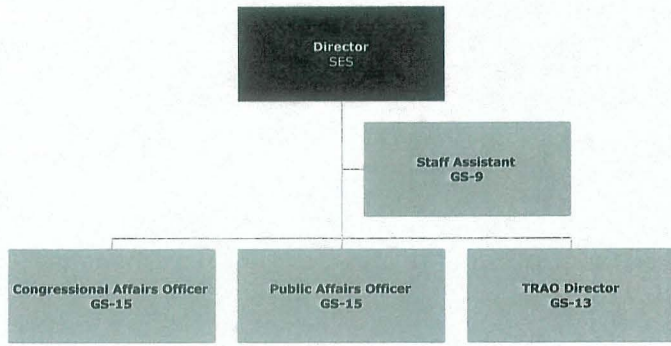 Director
SES
Staff Assistant
GS-9
Congressional Affairs Officer
GS-15
Public Affairs Officer
GS-15
TRAO Director
GS-13